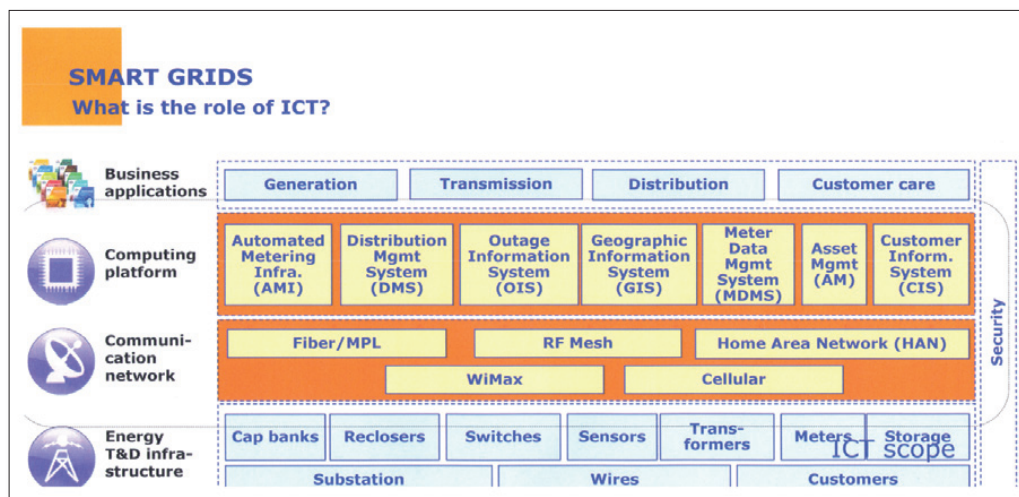 SMART GRIDS
What is the role of ICT?
Business
applications
Generation
Transmission
Distribution
Customer care
Computing
platform
Automated
Metering
Infra.
(AMI)
Distribution
Mgmt
System
(DMS)
Outage
Information
System
(OIS)
Geographic
Information
System
(GIS)
Meter
Data
Mgmt
System
(MDMS)
Asset
Mgmt
(AM)
Customer
Inform.
System
(CIS)
Communi-
cation
network
Fiber/MPL
RF Mesh
Home Area Network (HAN)
WiMax
Cellular
Energy
T&D infra-
structure
Cap banks
Reclosers
Switches
Sensors
Trans-
formers
Meters
Storage
ICT scope
Substation
Wires
Customers
Security